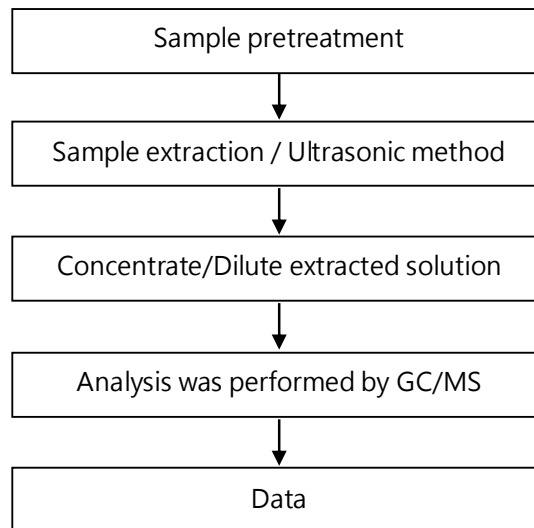 Sample pretreatment
Sample extraction / Ultrasonic method
Concentrate/Dilute extracted solution
Analysis was performed by GC/MS
Data